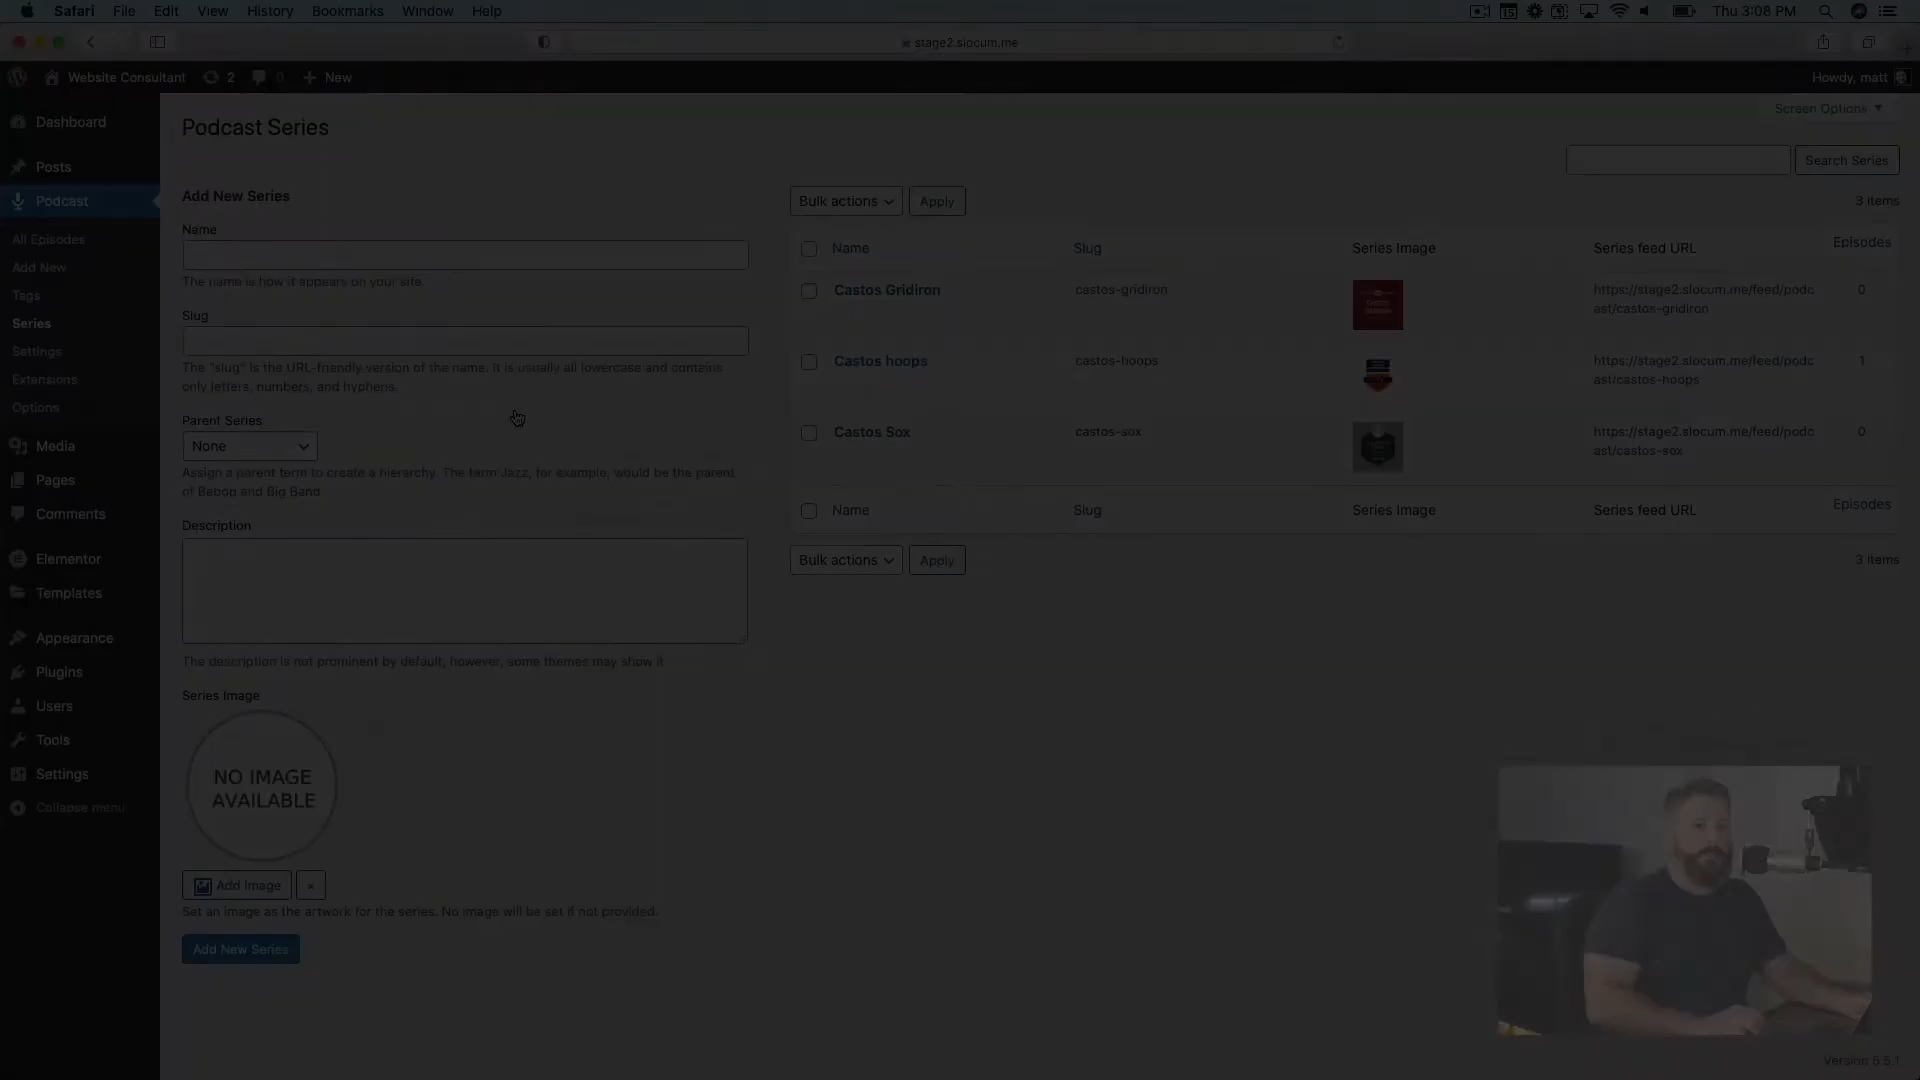 Safari File Edit View History Bookmarks Window Help
Thu 3:08 PM
stage2.slocum.me
Website Consultant 2 0 + New
Howdy, matt
Dashboard
Posts
Podcast
All Episodes
Add New
Tags
Series
Settings
Extensions
Options
Media
Pages
Comments
Elementor
Templates
Appearance
Plugins
Users
Tools
Settings
Collapse menu
Podcast Series
Screen Options
Search Series
Add New Series
Name
The name is how it appears on your site.
Slug
The "slug" is the URL-friendly version of the name. It is usually all lowercase and contains
only letters, numbers, and hyphens.
Parent Series
None
Assign a parent term to create a hierarchy. The term Jazz, for example, would be the parent
of Bebop and Big Band.
Description
The description is not prominent by default; however, some themes may show it.
Series Image
NO IMAGE
AVAILABLE
Add Image ×
Set an image as the artwork for the series. No image will be set if not provided.
Add New Series
Bulk actions Apply
3 items
Name Slug Series Image Series feed URL Episodes
Castos Gridiron castos-gridiron https://stage2.slocum.me/feed/podc 0
ast/castos-gridiron
Castos hoops castos-hoops https://stage2.slocum.me/feed/podc 1
ast/castos-hoops
Castos Sox castos-sox https://stage2.slocum.me/feed/podc 0
ast/castos-sox
Name Slug Series Image Series feed URL Episodes
Bulk actions Apply
3 items
Version 5.5.1